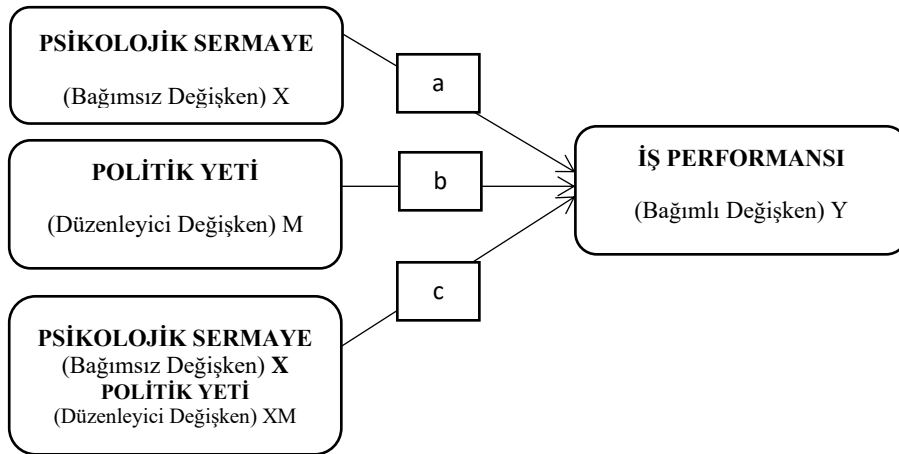 PSİKOLOJİK SERMAYE
(Bağımsız Değişken) X
a
POLİTİK YETİ
(Düzenleyici Değişken) M
b
İŞ PERFORMANSI
(Bağımlı Değişken) Y
c
PSİKOLOJİK SERMAYE
(Bağımsız Değişken) X
POLİTİK YETİ
(Düzenleyici Değişken) XM